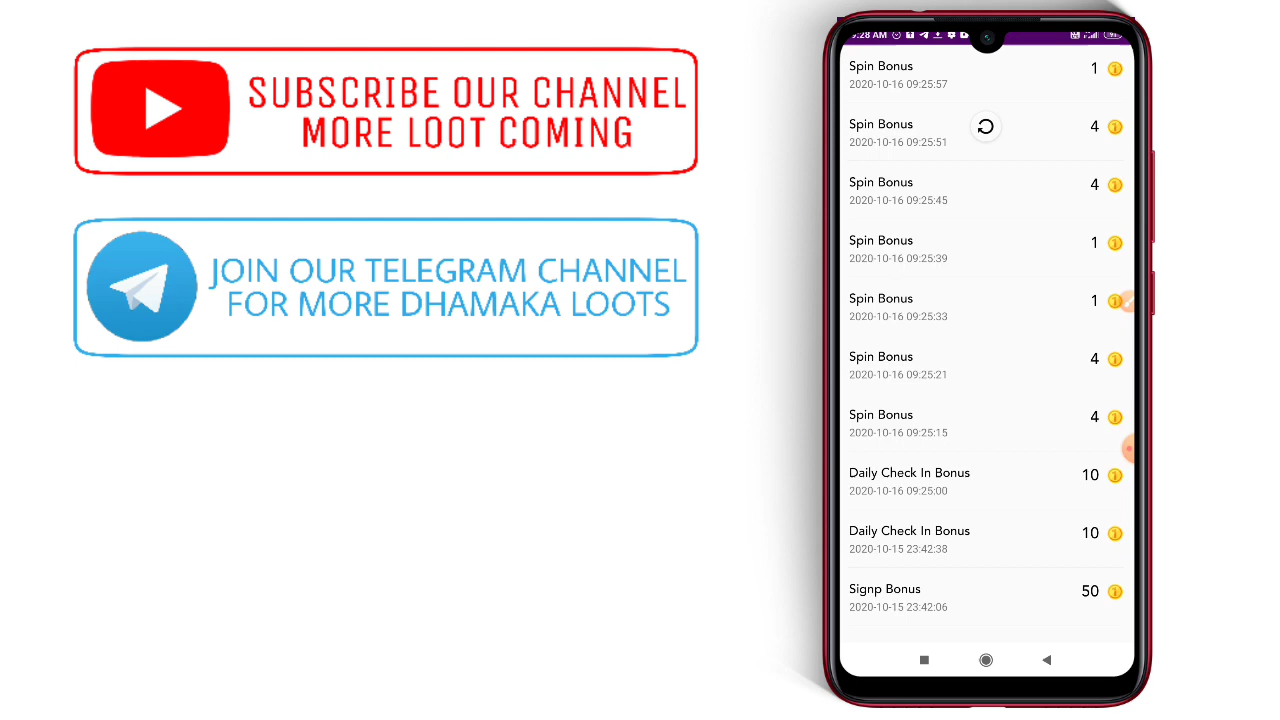 SUBSCRIBE OUR CHANNEL
MORE LOOT COMING
JOIN OUR TELEGRAM CHANNEL
FOR MORE DHAMAKA LOOTS
9:28 AM
Spin Bonus 1
2020-10-16 09:25:57
Spin Bonus 4
2020-10-16 09:25:51
Spin Bonus 4
2020-10-16 09:25:45
Spin Bonus 1
2020-10-16 09:25:39
Spin Bonus 1
2020-10-16 09:25:33
Spin Bonus 4
2020-10-16 09:25:21
Spin Bonus 4
2020-10-16 09:25:15
Daily Check In Bonus 10
2020-10-16 09:25:00
Daily Check In Bonus 10
2020-10-15 23:42:38
Signp Bonus 50
2020-10-15 23:42:06